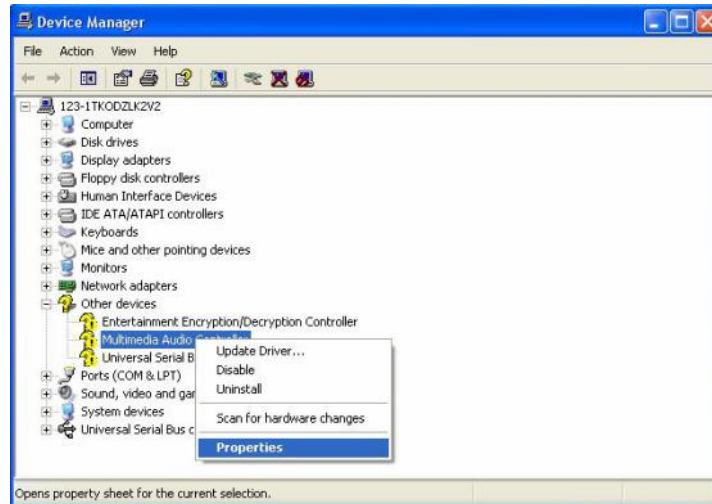 Device Manager
File Action View Help
123-1TKODZLK2V2
Computer
Disk drives
Display adapters
Floppy disk controllers
Human Interface Devices
IDE ATA/ATAPI controllers
Keyboards
Mice and other pointing devices
Monitors
Network adapters
Other devices
Entertainment Encryption/Decryption Controller
Multimedia Audio
Universal Serial B
Ports (COM & LPT)
Sound, video and gar
System devices
Universal Serial Bus c
Update Driver...
Disable
Uninstall
Scan for hardware changes
Properties
Opens property sheet for the current selection.